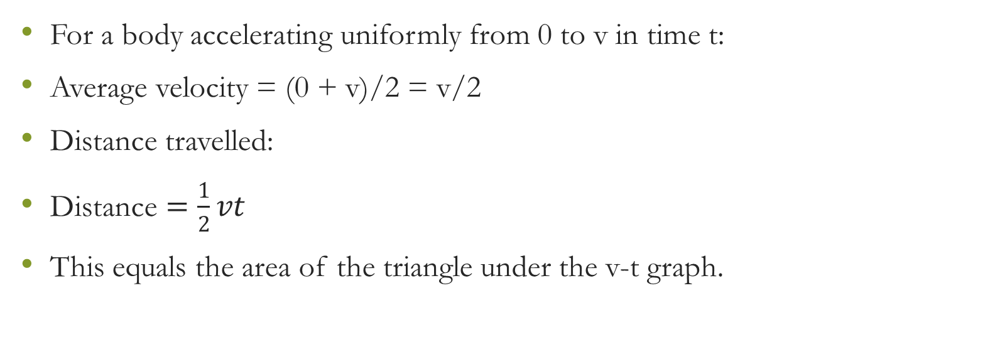 • For a body accelerating uniformly from 0 to v in time t:
• Average velocity = (0 + v)/2 = v/2
• Distance travelled:
• Distance = 1/2 vt
• This equals the area of the triangle under the v-t graph.